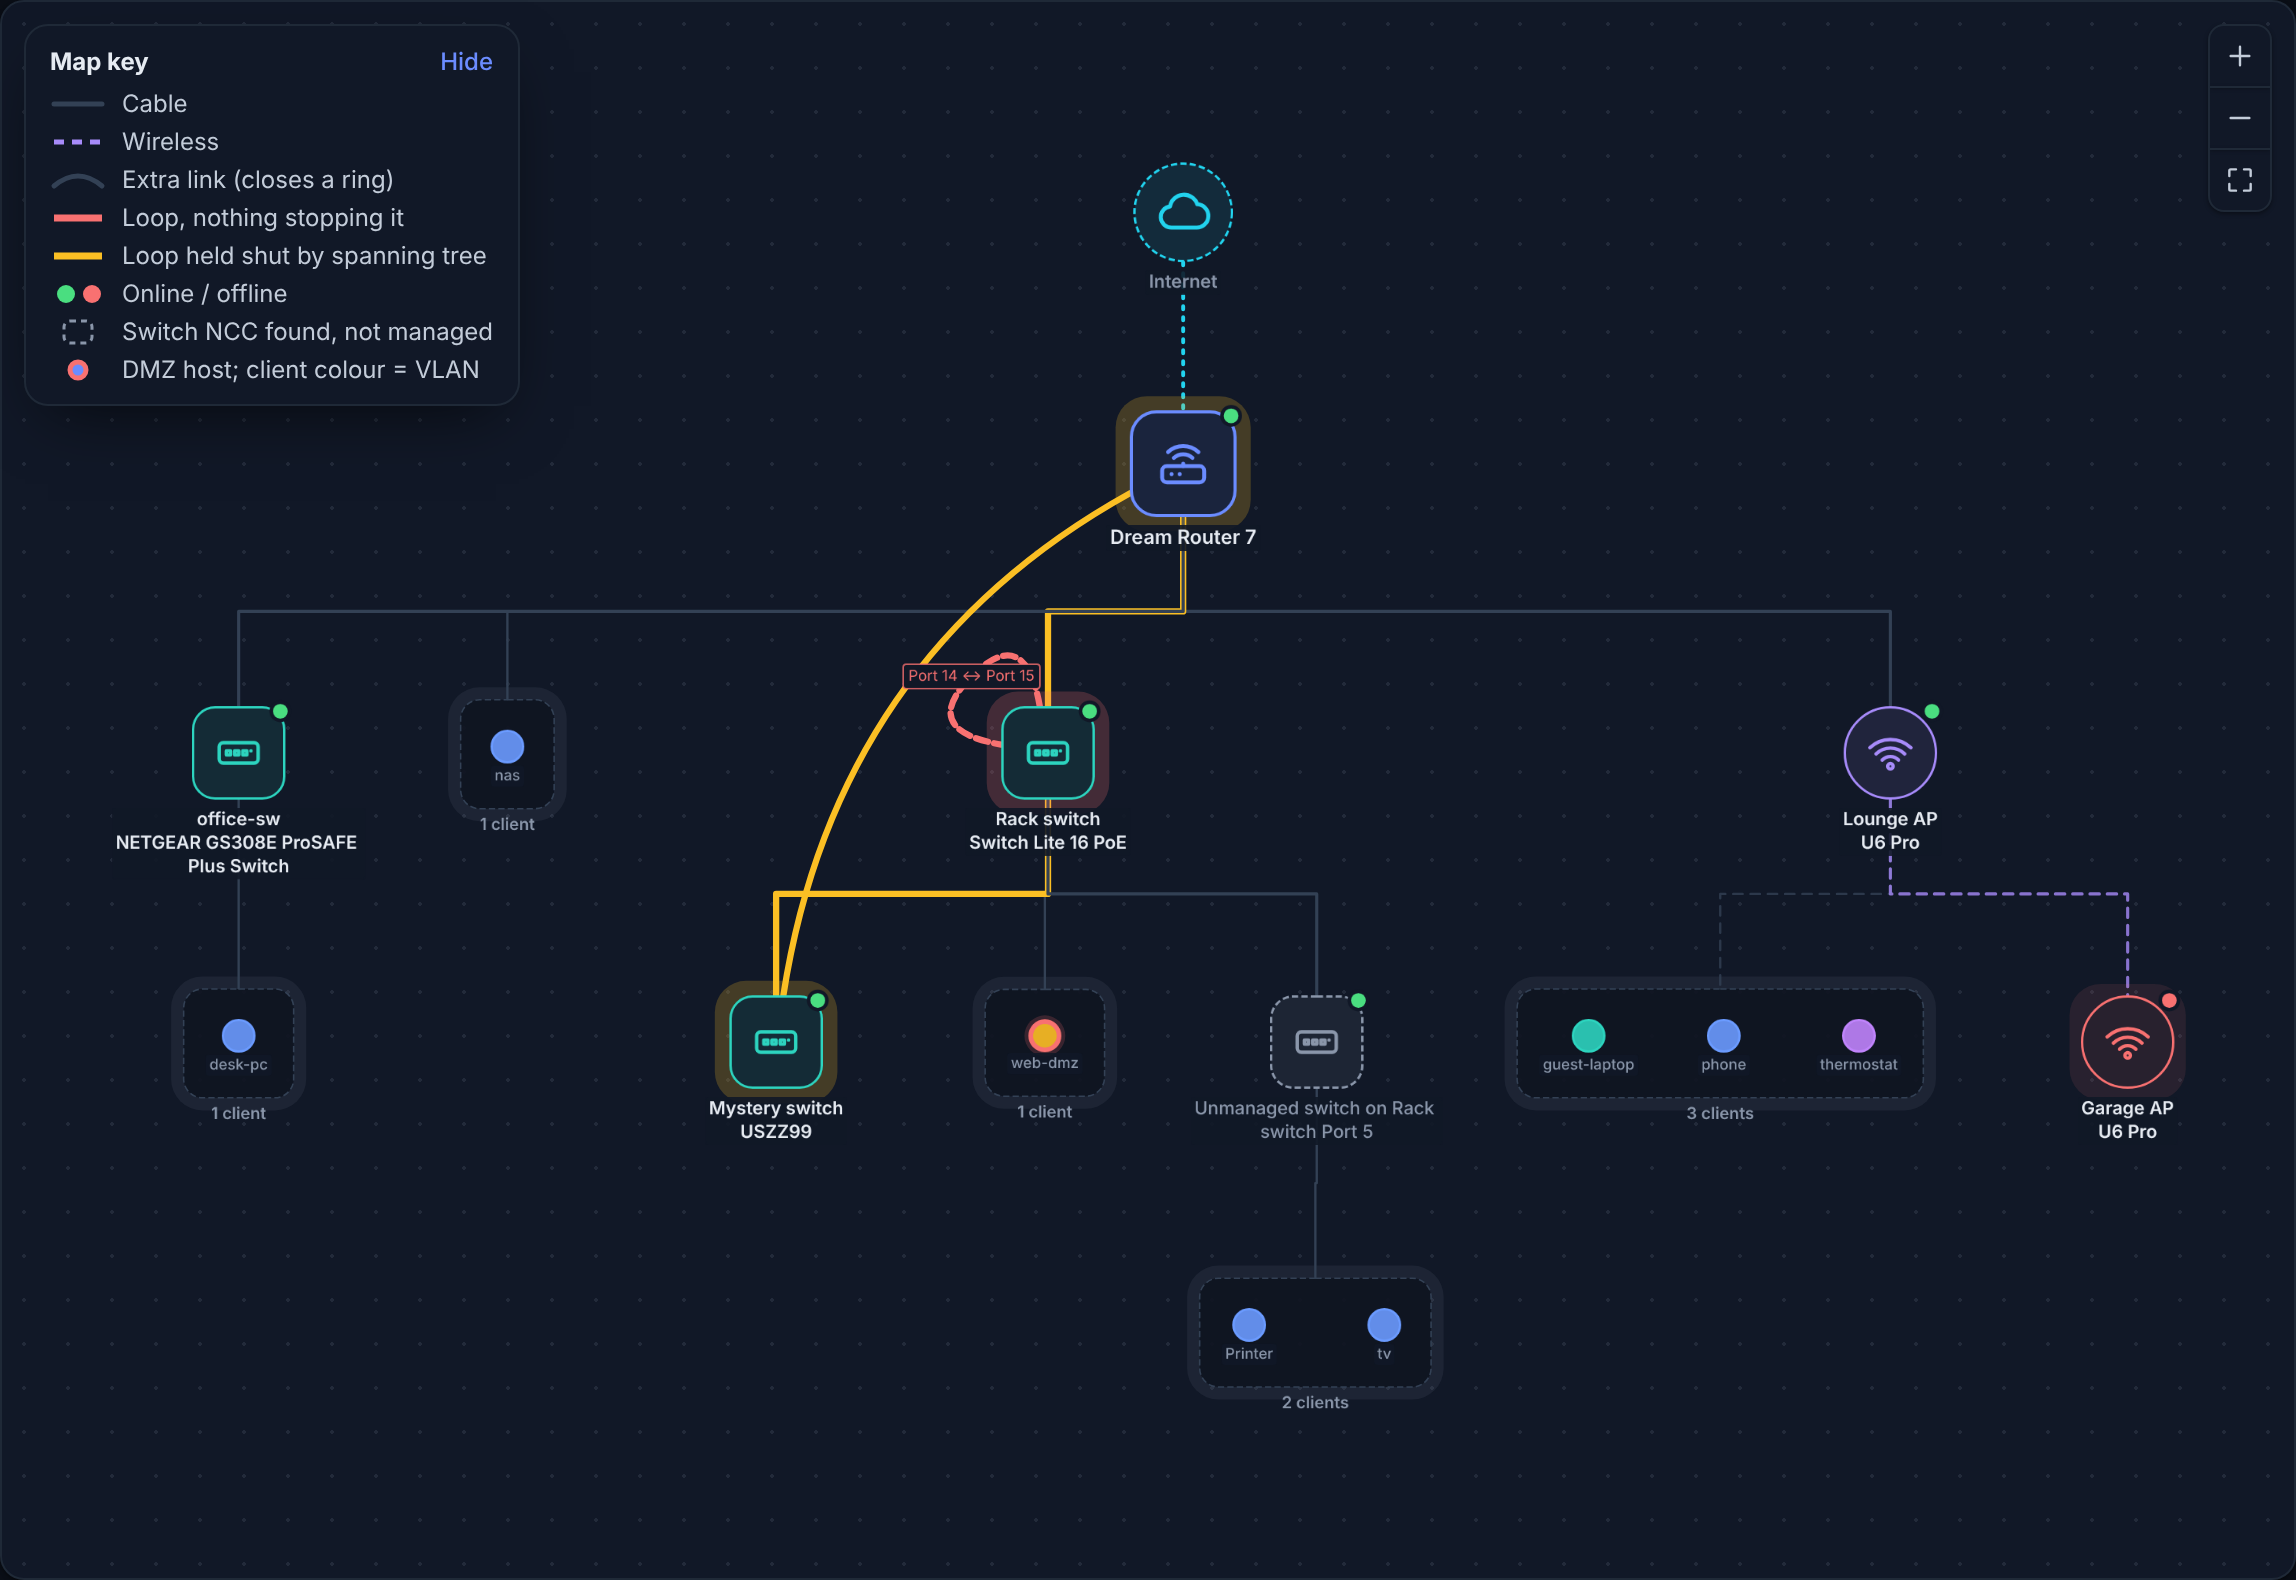 Map key
Hide
Cable
Wireless
Extra link (closes a ring)
Loop, nothing stopping it
Loop held shut by spanning tree
Online / offline
Switch NCC found, not managed
DMZ host; client colour = VLAN
Internet
Dream Router 7
Port 14 ↔ Port 15
office-sw
NETGEAR GS308E ProSAFE
Plus Switch
nas
1 client
Rack switch
Switch Lite 16 PoE
Lounge AP
U6 Pro
desk-pc
1 client
Mystery switch
USZZ99
web-dmz
1 client
Unmanaged switch on Rack
switch Port 5
guest-laptop
phone
thermostat
3 clients
Garage AP
U6 Pro
Printer
tv
2 clients